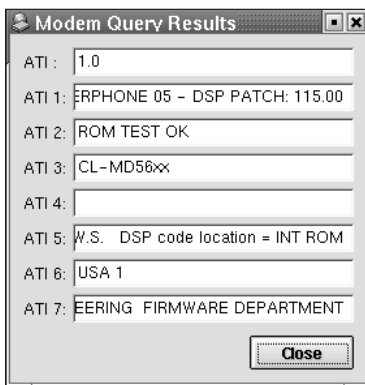 Modem Query Results
ATI : 1.0
ATI 1: ERPHONE 05 - DSP PATCH: 115.00
ATI 2: ROM TEST OK
ATI 3: CL-MD56xx
ATI 4:
ATI 5: W.S. DSP code location = INT ROM
ATI 6: USA 1
ATI 7: EERING FIRMWARE DEPARTMENT
Close